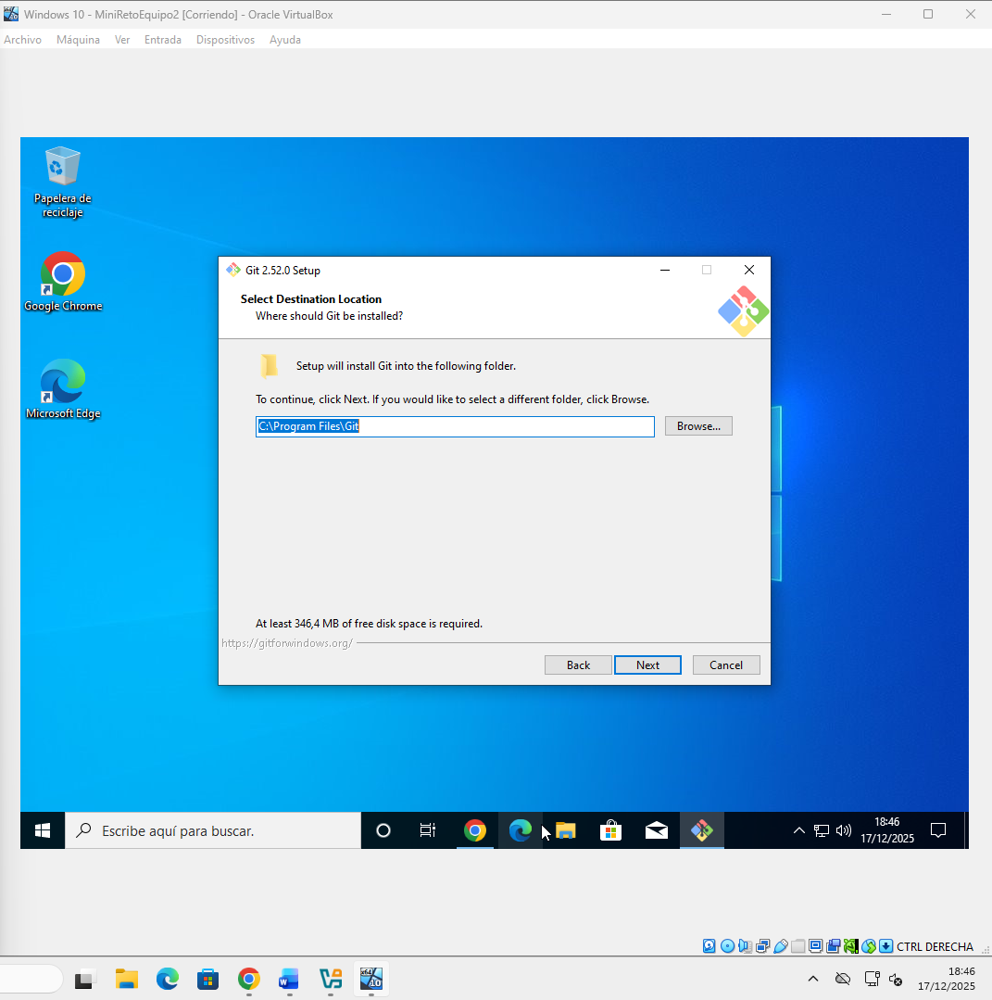 Windows 10 - MiniRetoEquipo2 [Corriendo] - Oracle VirtualBox
Archivo Máquina Ver Entrada Dispositivos Ayuda
Papelera de
reciclaje
Google Chrome
Microsoft Edge
Git 2.52.0 Setup
Select Destination Location
Where should Git be installed?
Setup will install Git into the following folder.
To continue, click Next. If you would like to select a different folder, click Browse.
C:\Program Files\Git
Browse...
At least 346,4 MB of free disk space is required.
https://gitforwindows.org/
Back Next Cancel
Escribe aquí para buscar.
18:46
17/12/2025
CTRL DERECHA
18:46
17/12/2025